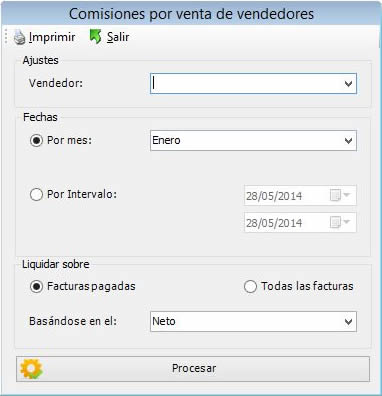 Comisiones por venta de vendedores
Imprimir Salir
Ajustes
Vendedor:
Fechas
Por mes: Enero
Por Intervalo: 28/05/2014
28/05/2014
Liquidar sobre
Facturas pagadas Todas las facturas
Basándose en el: Neto
Procesar